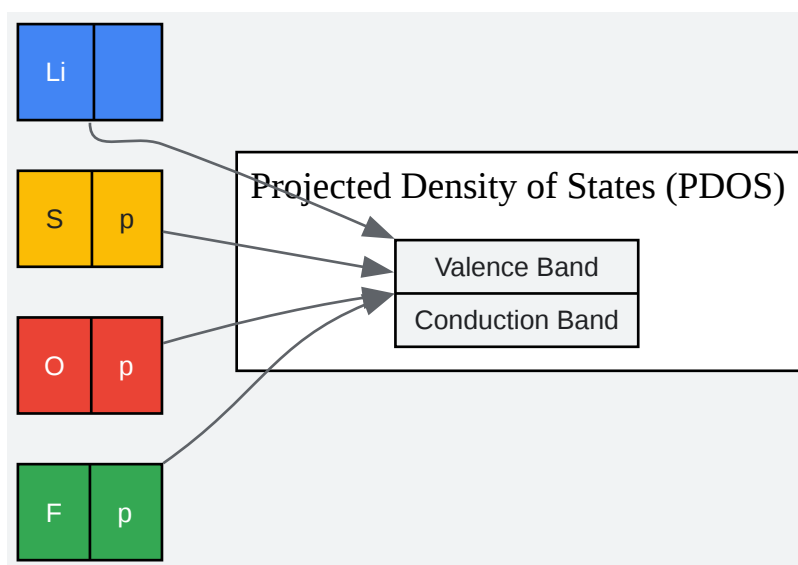 Li
Projected Density of States (PDOS)
S p
Valence Band
Conduction Band
O p
F p